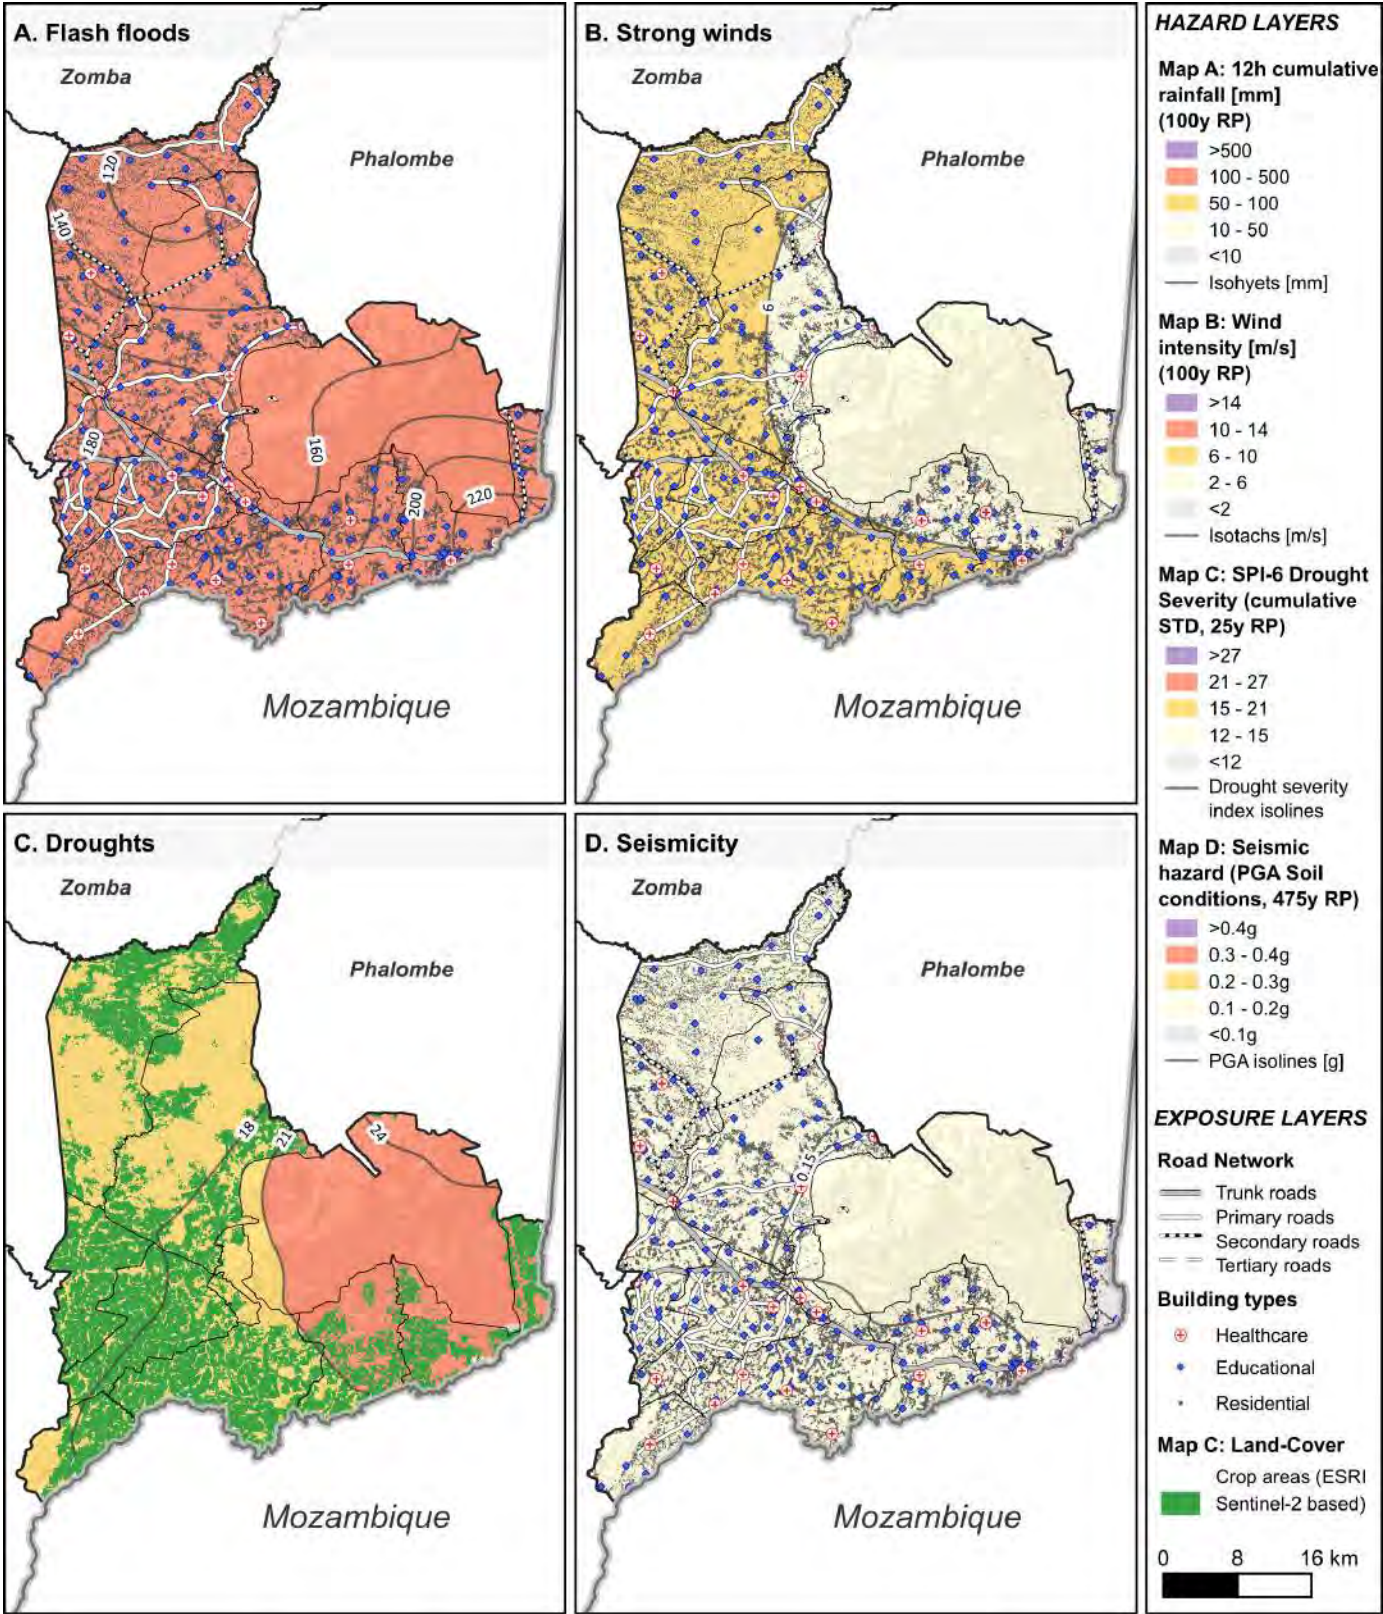 A. Flash floods
Zomba
Phalombe
120
140
180
160
200
220
Mozambique
B. Strong winds
Zomba
Phalombe
6
Mozambique
C. Droughts
Zomba
Phalombe
18
21
24
Mozambique
D. Seismicity
Zomba
Phalombe
0.15
Mozambique
HAZARD LAYERS
Map A: 12h cumulative
rainfall [mm]
(100y RP)
>500
100 - 500
50 - 100
10 - 50
<10
Isohyets [mm]
Map B: Wind
intensity [m/s]
(100y RP)
>14
10 - 14
6 - 10
2 - 6
<2
Isotachs [m/s]
Map C: SPI-6 Drought
Severity (cumulative
STD, 25y RP)
>27
21 - 27
15 - 21
12 - 15
<12
Drought severity
index isolines
Map D: Seismic
hazard (PGA Soil
conditions, 475y RP)
>0.4g
0.3 - 0.4g
0.2 - 0.3g
0.1 - 0.2g
<0.1g
PGA isolines [g]
EXPOSURE LAYERS
Road Network
Trunk roads
Primary roads
Secondary roads
Tertiary roads
Building types
Healthcare
Educational
Residential
Map C: Land-Cover
Crop areas (ESRI
Sentinel-2 based)
0 8 16 km